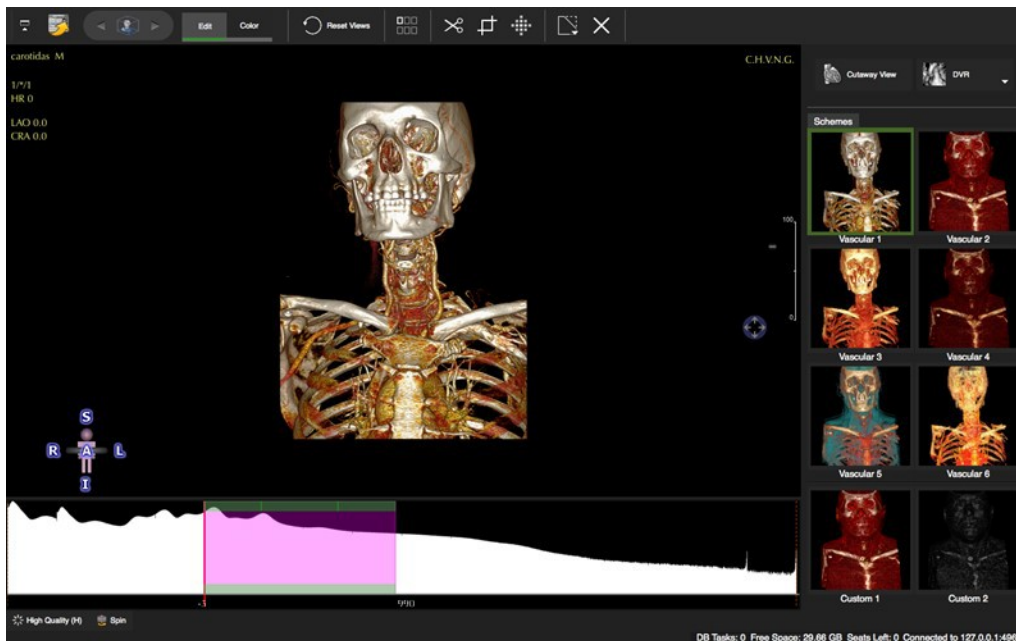 Edit Color Reset Views
carotidas M
C.H.V.N.G.
1/*/1
HR 0
LAO 0.0
CRA 0.0
Cutaway View
DVR
Schemes
Vascular 1
Vascular 2
100
Vascular 3
Vascular 4
0
Vascular 5
Vascular 6
S
R A L
I
Custom 1
Custom 2
990
High Quality (H) Spin
DB Tasks: 0 Free Space: 29.66 GB Seats Left: 0 Connected to 127.0.0.1:496